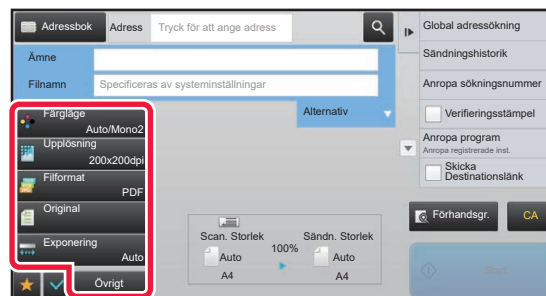 Adressbok
Adress
Tryck för att ange adress
Ämne
Filnamn
Specificeras av systeminställningar
Alternativ
Färgläge
Auto/Mono2
Upplösning
200x200dpi
Filformat
PDF
Original
Exponering
Auto
Övrigt
Scan. Storlek
Auto
A4
100%
Sändn. Storlek
Auto
A4
Global adressökning
Sändningshistorik
Anropa sökningsnummer
Verifieringsstämpel
Anropa program
Anropa registrerade inst.
Skicka
Destinationslänk
Förhandsgr.
CA
Start